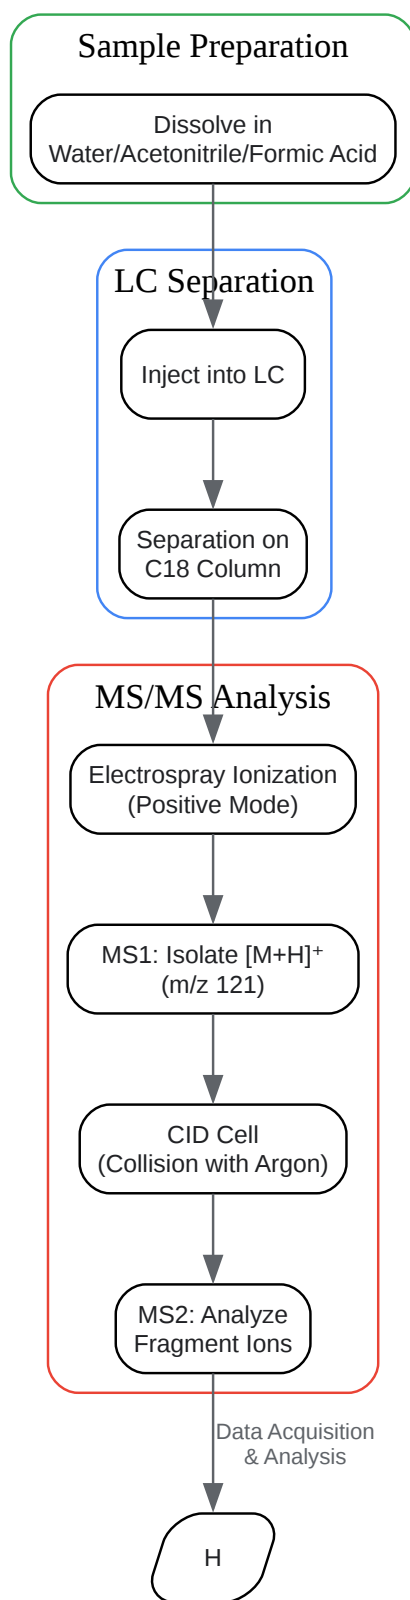 Sample Preparation
Dissolve in
Water/Acetonitrile/Formic Acid
LC Separation
Inject into LC
Separation on
C18 Column
MS/MS Analysis
Electrospray Ionization
(Positive Mode)
MS1: Isolate [M+H]⁺
(m/z 121)
CID Cell
(Collision with Argon)
MS2: Analyze
Fragment Ions
Data Acquisition
& Analysis
H